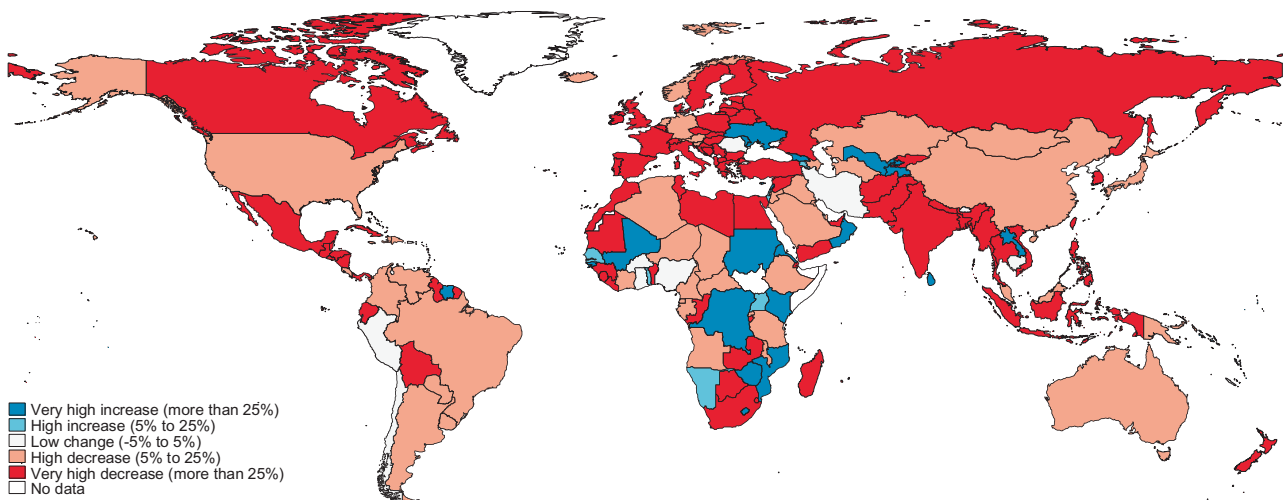 Very high increase (more than 25%)
High increase (5% to 25%)
Low change (-5% to 5%)
High decrease (5% to 25%)
Very high decrease (more than 25%)
No data